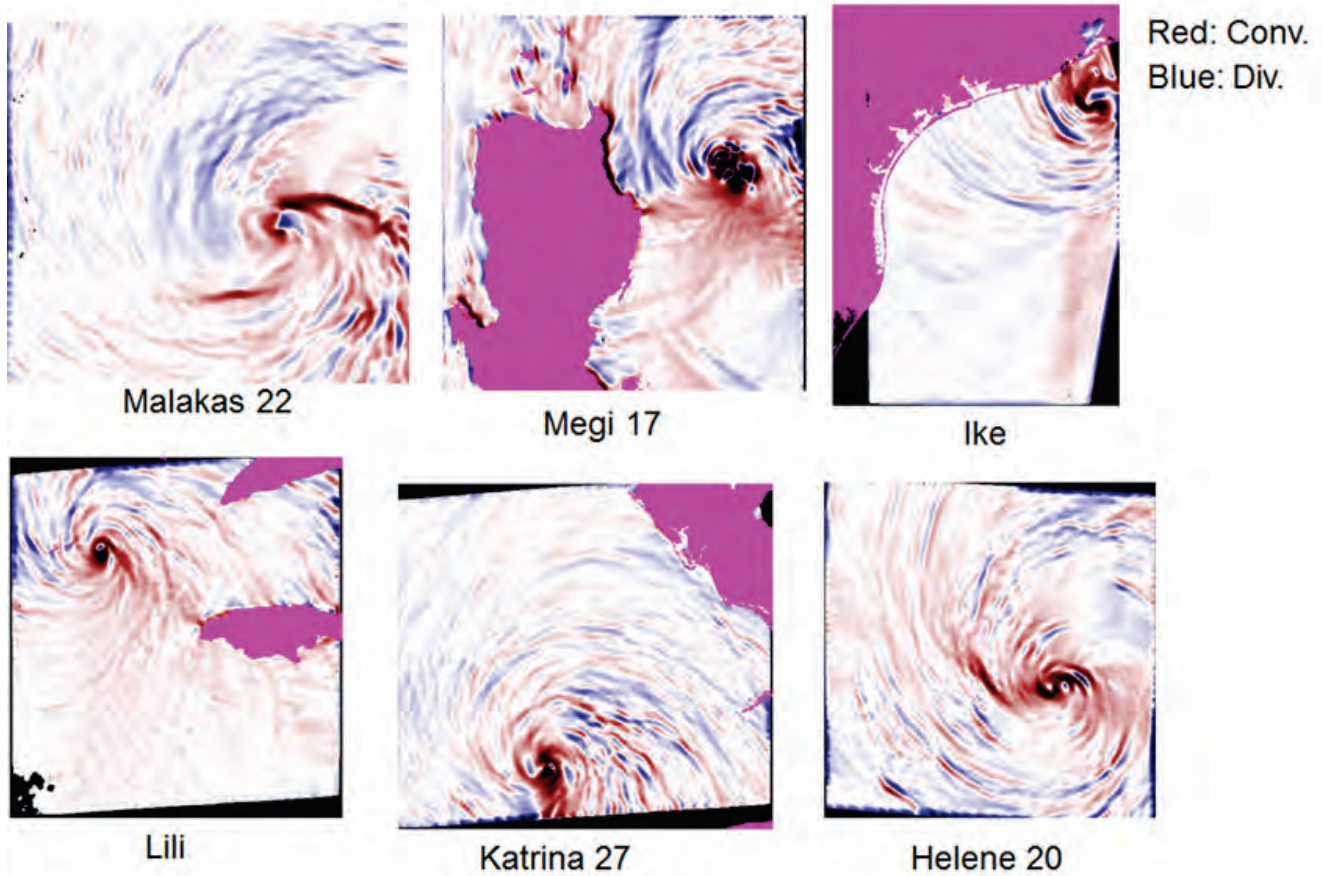 Red: Conv.
Blue: Div.
Malakas 22
Megi 17
Ike
Lili
Katrina 27
Helene 20